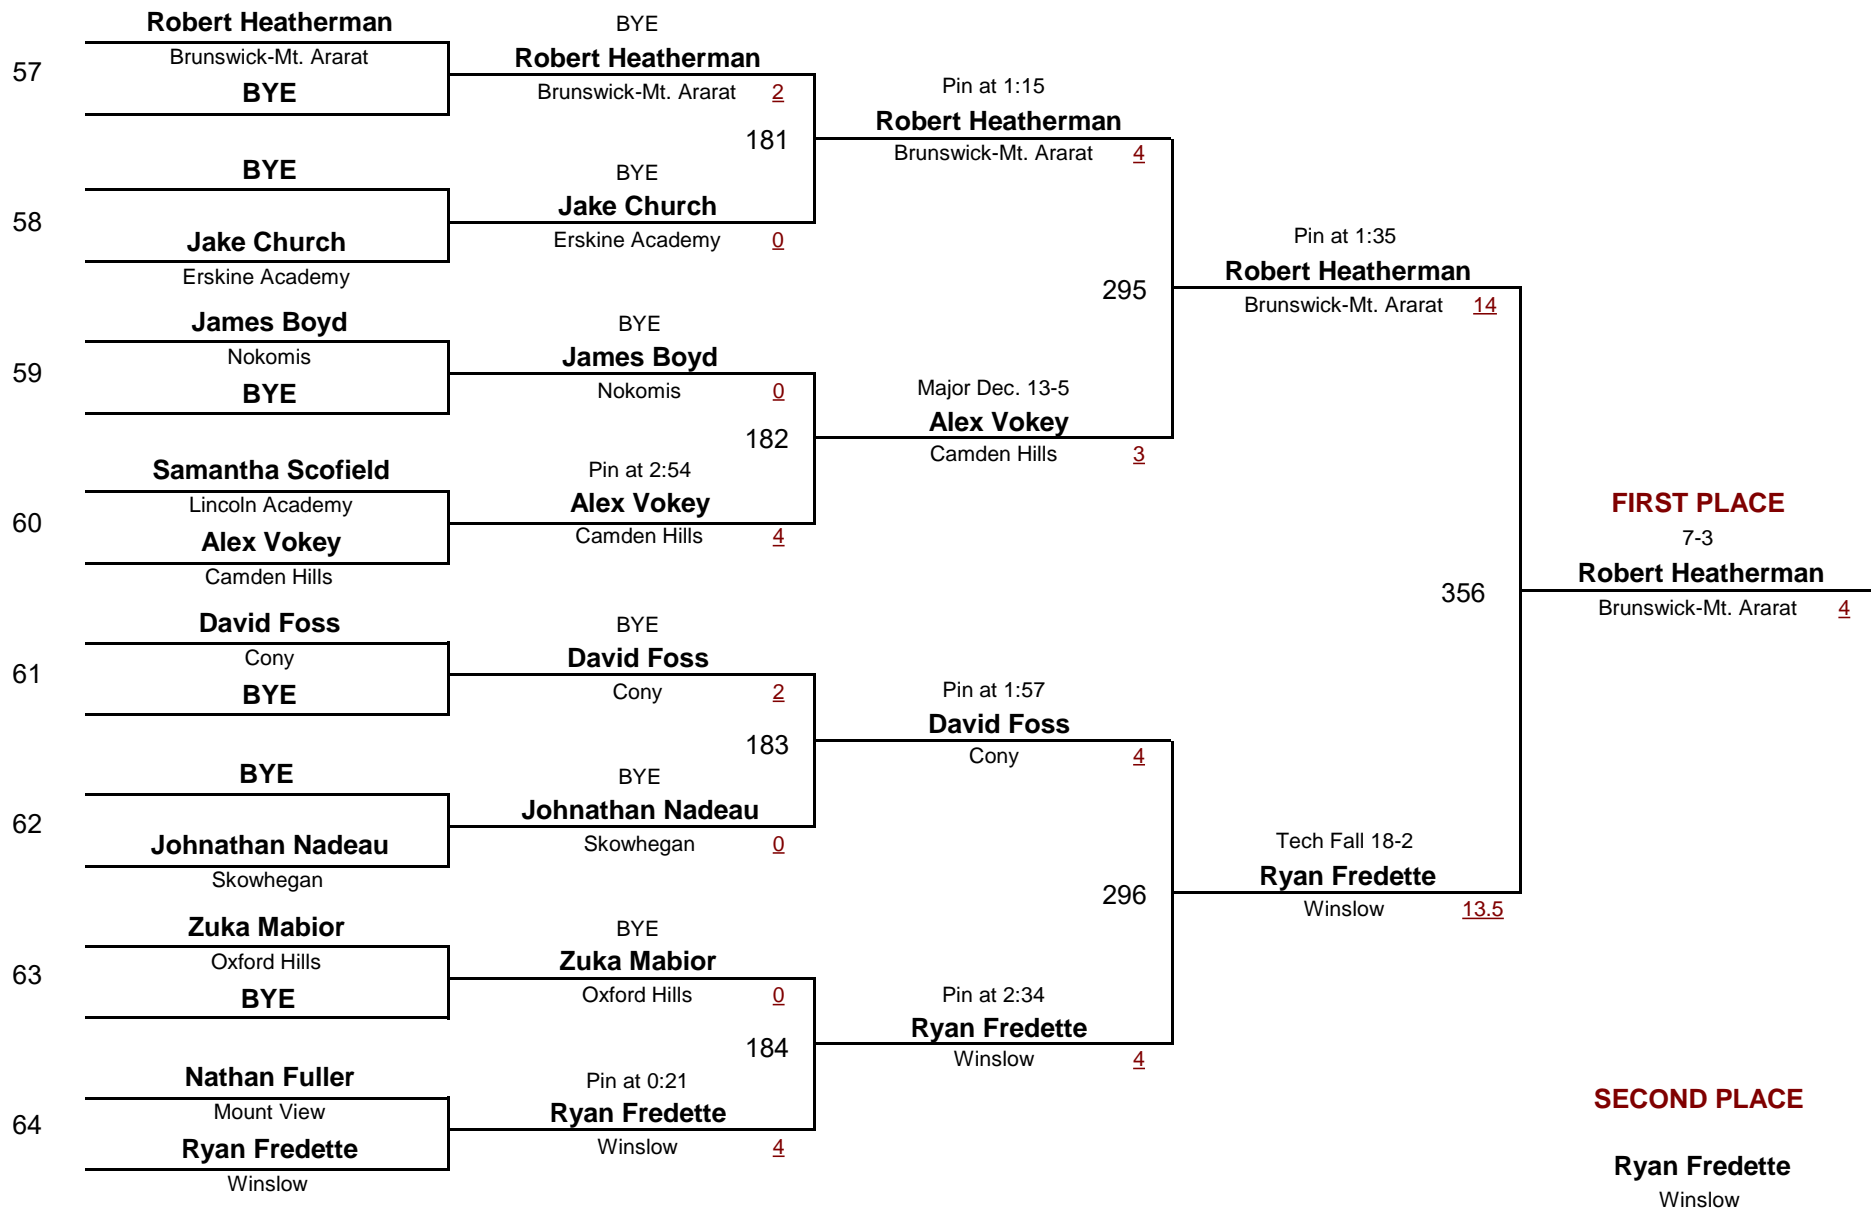 57
Robert Heatherman
Brunswick-Mt. Ararat
BYE
58
BYE
Jake Church
Erskine Academy
59
James Boyd
Nokomis
BYE
60
Samantha Scofield
Lincoln Academy
Alex Vokey
Camden Hills
61
David Foss
Cony
BYE
62
BYE
Johnathan Nadeau
Skowhegan
63
Zuka Mabior
Oxford Hills
BYE
64
Nathan Fuller
Mount View
Ryan Fredette
Winslow
BYE
Robert Heatherman
Brunswick-Mt. Ararat 2
181
BYE
Jake Church
Erskine Academy 0
BYE
James Boyd
Nokomis 0
182
Pin at 2:54
Alex Vokey
Camden Hills 4
BYE
David Foss
Cony 2
183
BYE
Johnathan Nadeau
Skowhegan 0
BYE
Zuka Mabior
Oxford Hills 0
184
Pin at 0:21
Ryan Fredette
Winslow 4
Pin at 1:15
Robert Heatherman
Brunswick-Mt. Ararat 4
295
Major Dec. 13-5
Alex Vokey
Camden Hills 3
Pin at 1:57
David Foss
Cony 4
296
Pin at 2:34
Ryan Fredette
Winslow 4
Pin at 1:35
Robert Heatherman
Brunswick-Mt. Ararat 14
356
Tech Fall 18-2
Ryan Fredette
Winslow 13.5
FIRST PLACE
7-3
Robert Heatherman
Brunswick-Mt. Ararat 4
SECOND PLACE
Ryan Fredette
Winslow